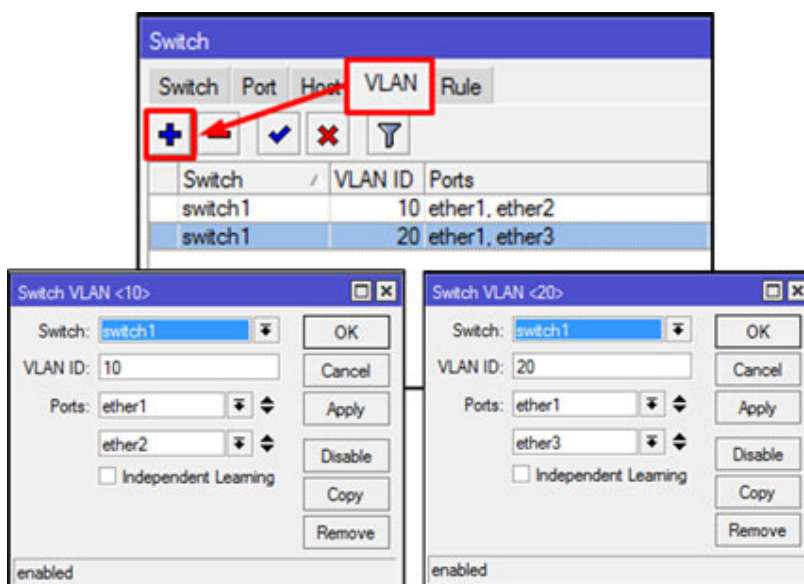 Switch
Switch Port Host VLAN Rule
Switch / VLAN ID Ports
switch1 10 ether1, ether2
switch1 20 ether1, ether3
Switch VLAN <10>
Switch: switch1 OK
VLAN ID: 10 Cancel
Ports: ether1 Apply
ether2 Disable
Independent Learning
Copy
Remove
enabled
Switch VLAN <20>
Switch: switch1 OK
VLAN ID: 20 Cancel
Ports: ether1 Apply
ether3 Disable
Independent Learning
Copy
Remove
enabled